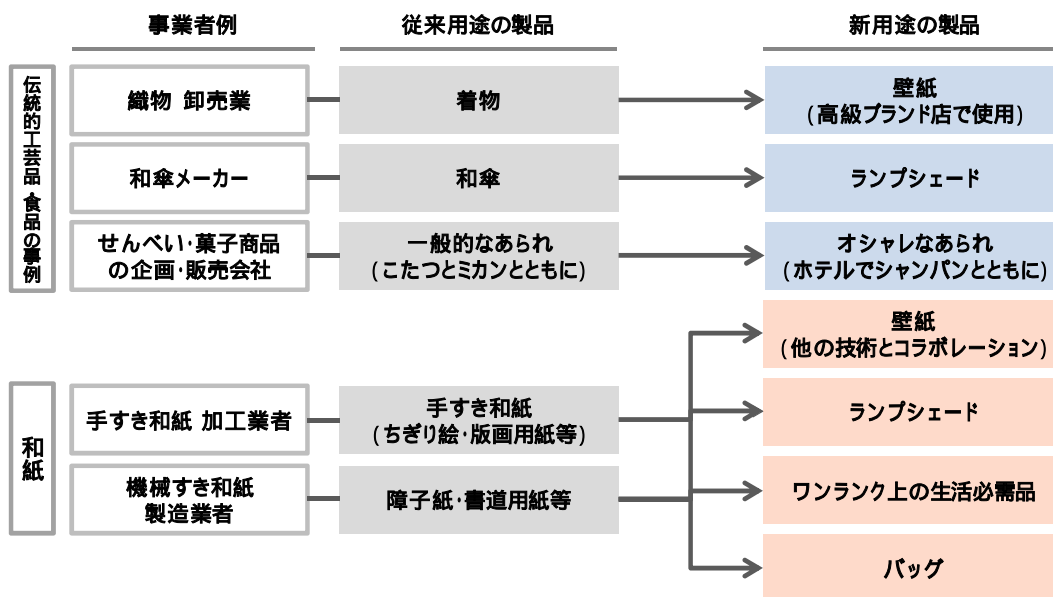 事業者例
従来用途の製品
新用途の製品
伝統的工芸品・食品の事例
織物 卸売業
着物
壁紙
(高級ブランド店で使用)
和傘メーカー
和傘
ランプシェード
せんべい・菓子商品
の企画・販売会社
一般的なあられ
(こたつとミカンとともに)
オシャレなあられ
(ホテルでシャンパンとともに)
和紙
手すき和紙 加工業者
手すき和紙
(ちぎり絵・版画用紙等)
機械すき和紙
製造業者
障子紙・書道用紙等
壁紙
(他の技術とコラボレーション)
ランプシェード
ワンランク上の生活必需品
バッグ